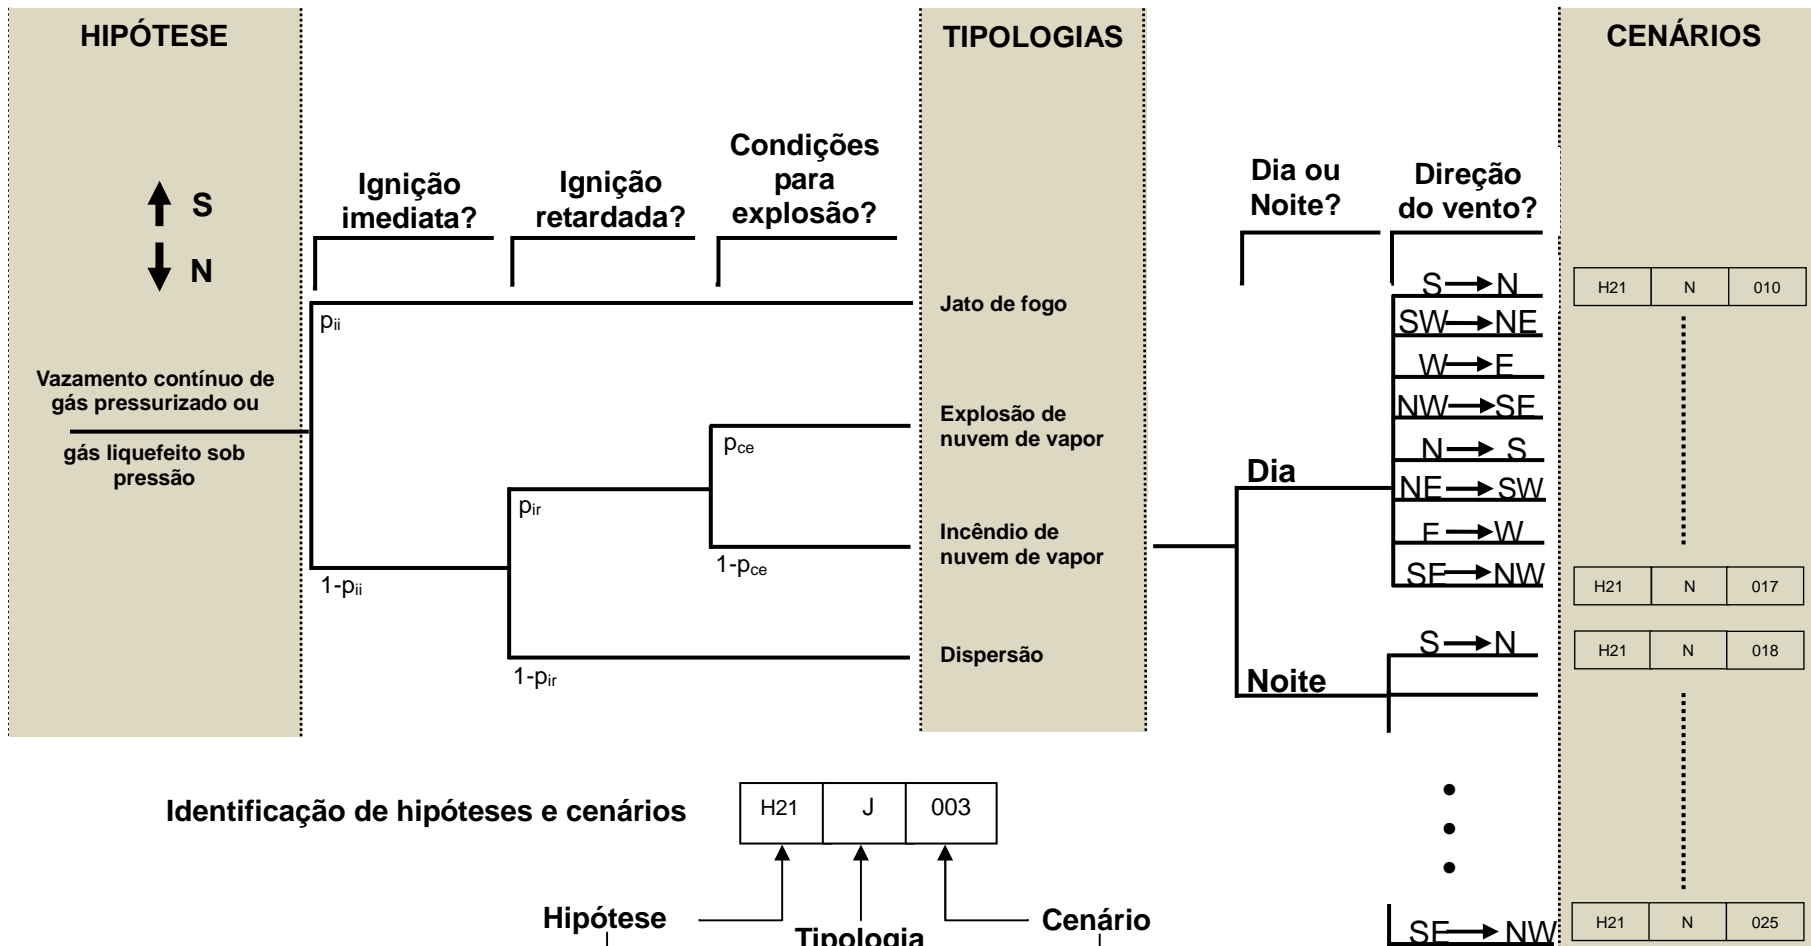 HIPÓTESE
TIPOLOGIAS
CENÁRIOS
S
N
Ignição
imediata?
Ignição
retardada?
Condições
para
explosão?
Dia ou
Noite?
Direção
do vento?
Vazamento contínuo de
gás pressurizado ou
gás liquefeito sob
pressão
pii
1-pii
pir
1-pir
pce
1-pce
Jato de fogo
Explosão de
nuvem de vapor
Incêndio de
nuvem de vapor
Dispersão
Dia
Noite
S → N
SW → NE
W → E
NW → SE
N → S
NE → SW
E → W
SE → NW
S → N
SE → NW
H21 N 010
H21 N 017
H21 N 018
H21 N 025
Identificação de hipóteses e cenários
H21 J 003
Hipótese
Tipologia
Cenário